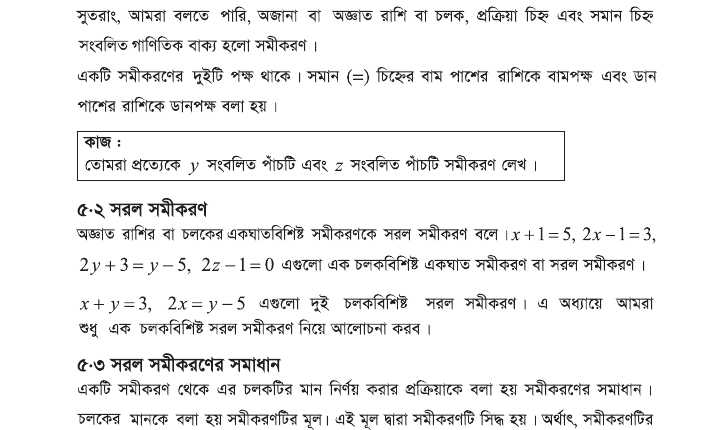 সুতরাং, আমরা বলতে পারি, অজানা বা অজ্ঞাত রাশি বা চলক, প্রক্রিয়া চিহ্ন এবং সমান চিহ্ন
সংবলিত গাণিতিক বাক্য হলো সমীকরণ ।
একটি সমীকরণের দুইটি পক্ষ থাকে । সমান (=) চিহ্নের বাম পাশের রাশিকে বামপক্ষ এবং ডান
পাশের রাশিকে ডানপক্ষ বলা হয় ।
কাজ :
তোমরা প্রত্যেকে y সংবলিত পাঁচটি এবং z সংবলিত পাঁচটি সমীকরণ লেখ ।
৫·২ সরল সমীকরণ
অজ্ঞাত রাশির বা চলকের একঘাতবিশিষ্ট সমীকরণকে সরল সমীকরণ বলে । x + 1 = 5, 2x − 1 = 3,
2y + 3 = y − 5, 2z − 1 = 0 এগুলো এক চলকবিশিষ্ট একঘাত সমীকরণ বা সরল সমীকরণ ।
x + y = 3, 2x = y − 5 এগুলো দুই চলকবিশিষ্ট সরল সমীকরণ । এ অধ্যায়ে আমরা
শুধু এক চলকবিশিষ্ট সরল সমীকরণ নিয়ে আলোচনা করব ।
৫·৩ সরল সমীকরণের সমাধান
একটি সমীকরণ থেকে এর চলকটির মান নির্ণয় করার প্রক্রিয়াকে বলা হয় সমীকরণের সমাধান ।
চলকের মানকে বলা হয় সমীকরণটির মূল। এই মূল দ্বারা সমীকরণটি সিদ্ধ হয় । অর্থাৎ, সমীকরণটির